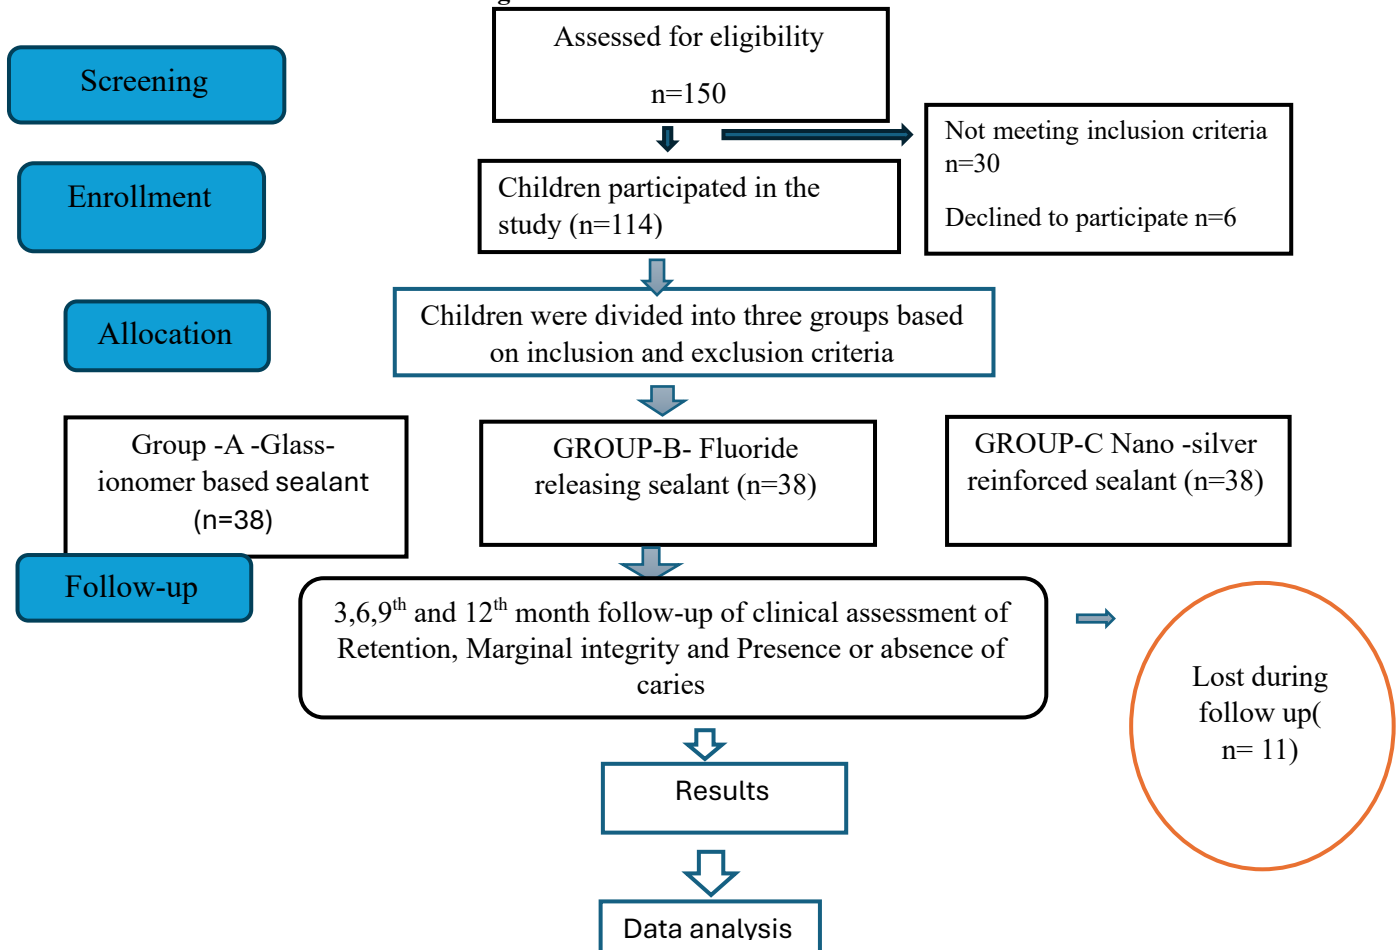 Assessed for eligibility
n=150
Screening
Not meeting inclusion criteria
n=30
Declined to participate n=6
Enrollment
Children participated in the
study (n=114)
Allocation
Children were divided into three groups based
on inclusion and exclusion criteria
Group -A -Glass-
ionomer based sealant
(n=38)
GROUP-B- Fluoride
releasing sealant (n=38)
GROUP-C Nano -silver
reinforced sealant (n=38)
Follow-up
3,6,9th and 12th month follow-up of clinical assessment of
Retention, Marginal integrity and Presence or absence of
caries
Lost during
follow up(
n= 11)
Results
Data analysis